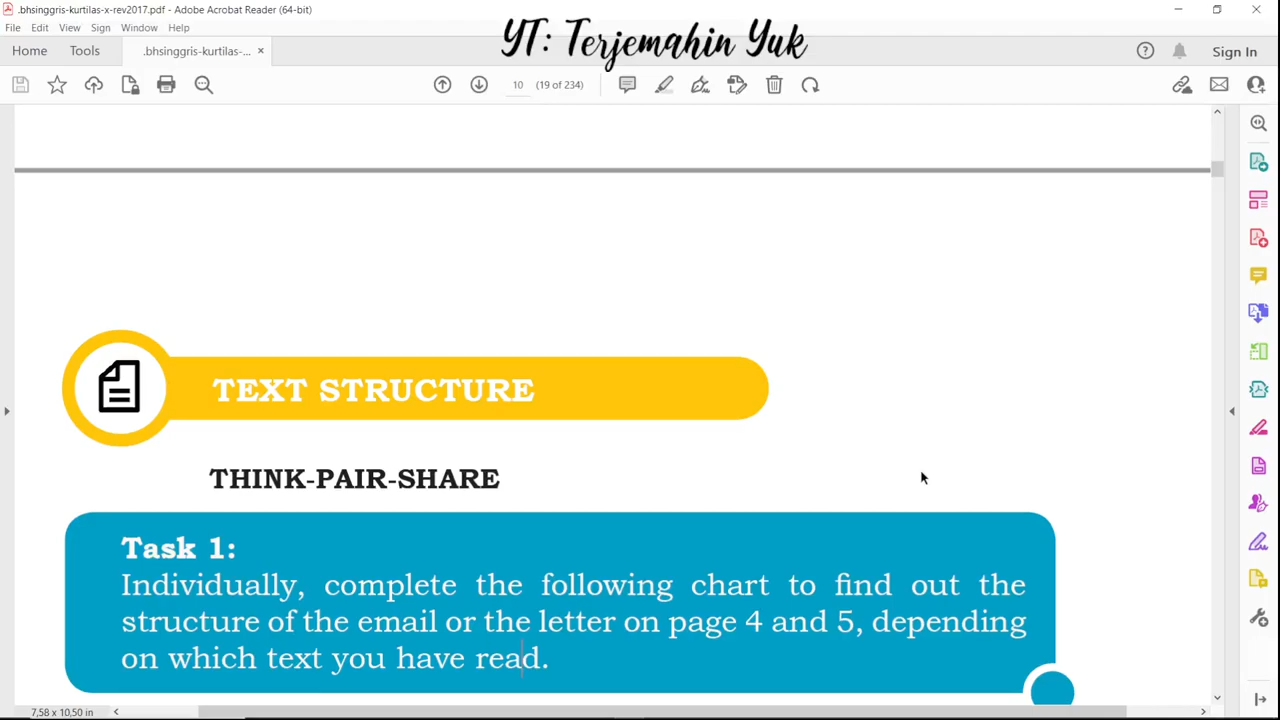 .bhsinggris-kurtilas-x-rev2017.pdf - Adobe Acrobat Reader (64-bit)
File Edit View Sign Window Help
YT: Terjemahin Yuk
Home Tools .bhsinggris-kurtilas-... × Sign In
10 (19 of 234)
TEXT STRUCTURE
THINK-PAIR-SHARE
Task 1:
Individually, complete the following chart to find out the
structure of the email or the letter on page 4 and 5, depending
on which text you have read.
7,58 x 10,50 in